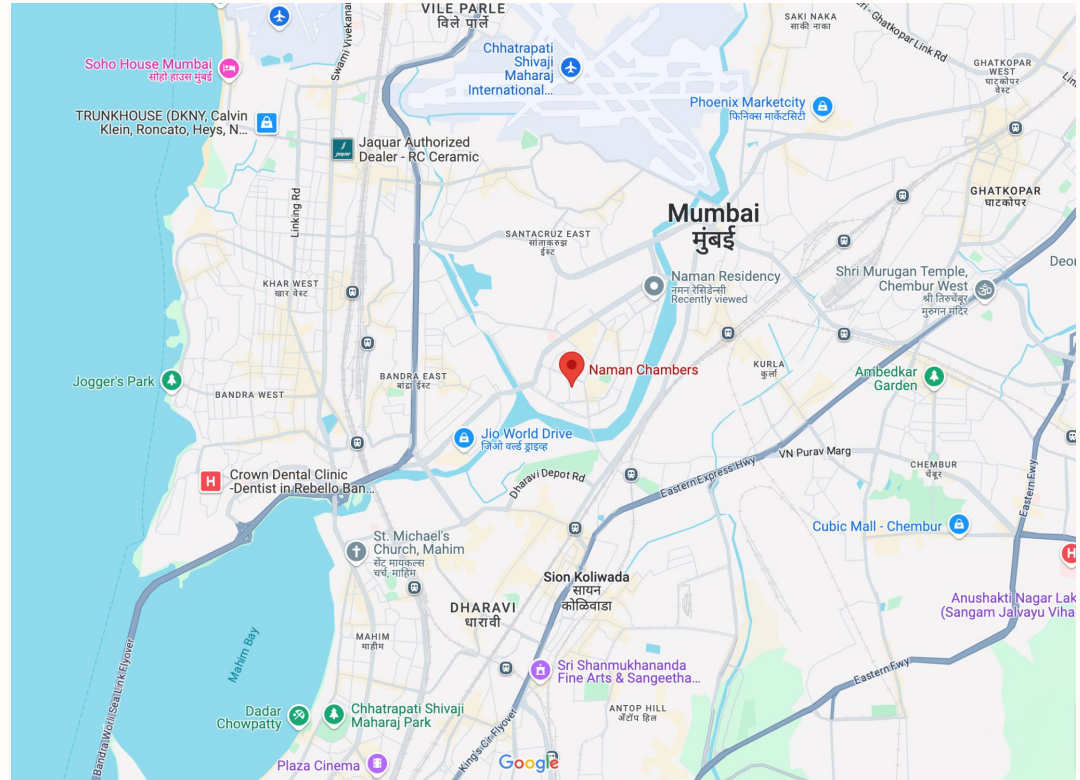 VILE PARLE
विले पार्ले
SAKI NAKA
साकी नाका
Ghatkopar Link Rd
Swami Vivekanan
Chhatrapati
Shivaji
Maharaj
International...
Soho House Mumbai
सोहो हाउस मुंबई
GHATKOPAR
WEST
घाटकोपर
वेस्ट
Phoenix Marketcity
फिनिक्स मार्केटसिटी
TRUNKHOUSE (DKNY, Calvin
Klein, Roncato, Heys, N...
Jaquar Authorized
Dealer - RC Ceramic
Jaquar
Linking Rd
GHATKOPAR
घाटकोपर
Mumbai
मुंबई
SANTACRUZ EAST
सांताक्रुझ
ईस्ट
Naman Residency
नमन रेसिडेन्सी
Recently viewed
Shri Murugan Temple,
Chembur West
श्री तिरुचेंबूर
मुरुगन मंदिर
Deor
KHAR WEST
खार वेस्ट
Naman Chambers
KURLA
कुर्ला
Ambedkar
Garden
Jogger's Park
BANDRA EAST
बांद्रा ईस्ट
BANDRA WEST
Jio World Drive
जिओ वर्ल्ड ड्राइव्ह
VN Purav Marg
CHEMBUR
चेंबूर
Crown Dental Clinic
-Dentist in Rebello Ban...
Dharavi Depot Rd
Eastern Express Hwy
Eastern Fwy
Cubic Mall - Chembur
St. Michael's
Church, Mahim
सेंट मायकल्स
चर्च, माहिम
Sion Koliwada
सायन
कोळिवाडा
DHARAVI
धारावी
Anushakti Nagar Lak
(Sangam Jalvayu Viha
MAHIM
माहीम
Mahim Bay
Bandra Worli Sea Link Flyover
Sri Shanmukhananda
Fine Arts & Sangeetha...
Eastern Fwy
ANTOP HILL
अँटॉप हिल
Dadar
Chowpatty
Chhatrapati Shivaji
Maharaj Park
King's Cir Flyover
Plaza Cinema
Google